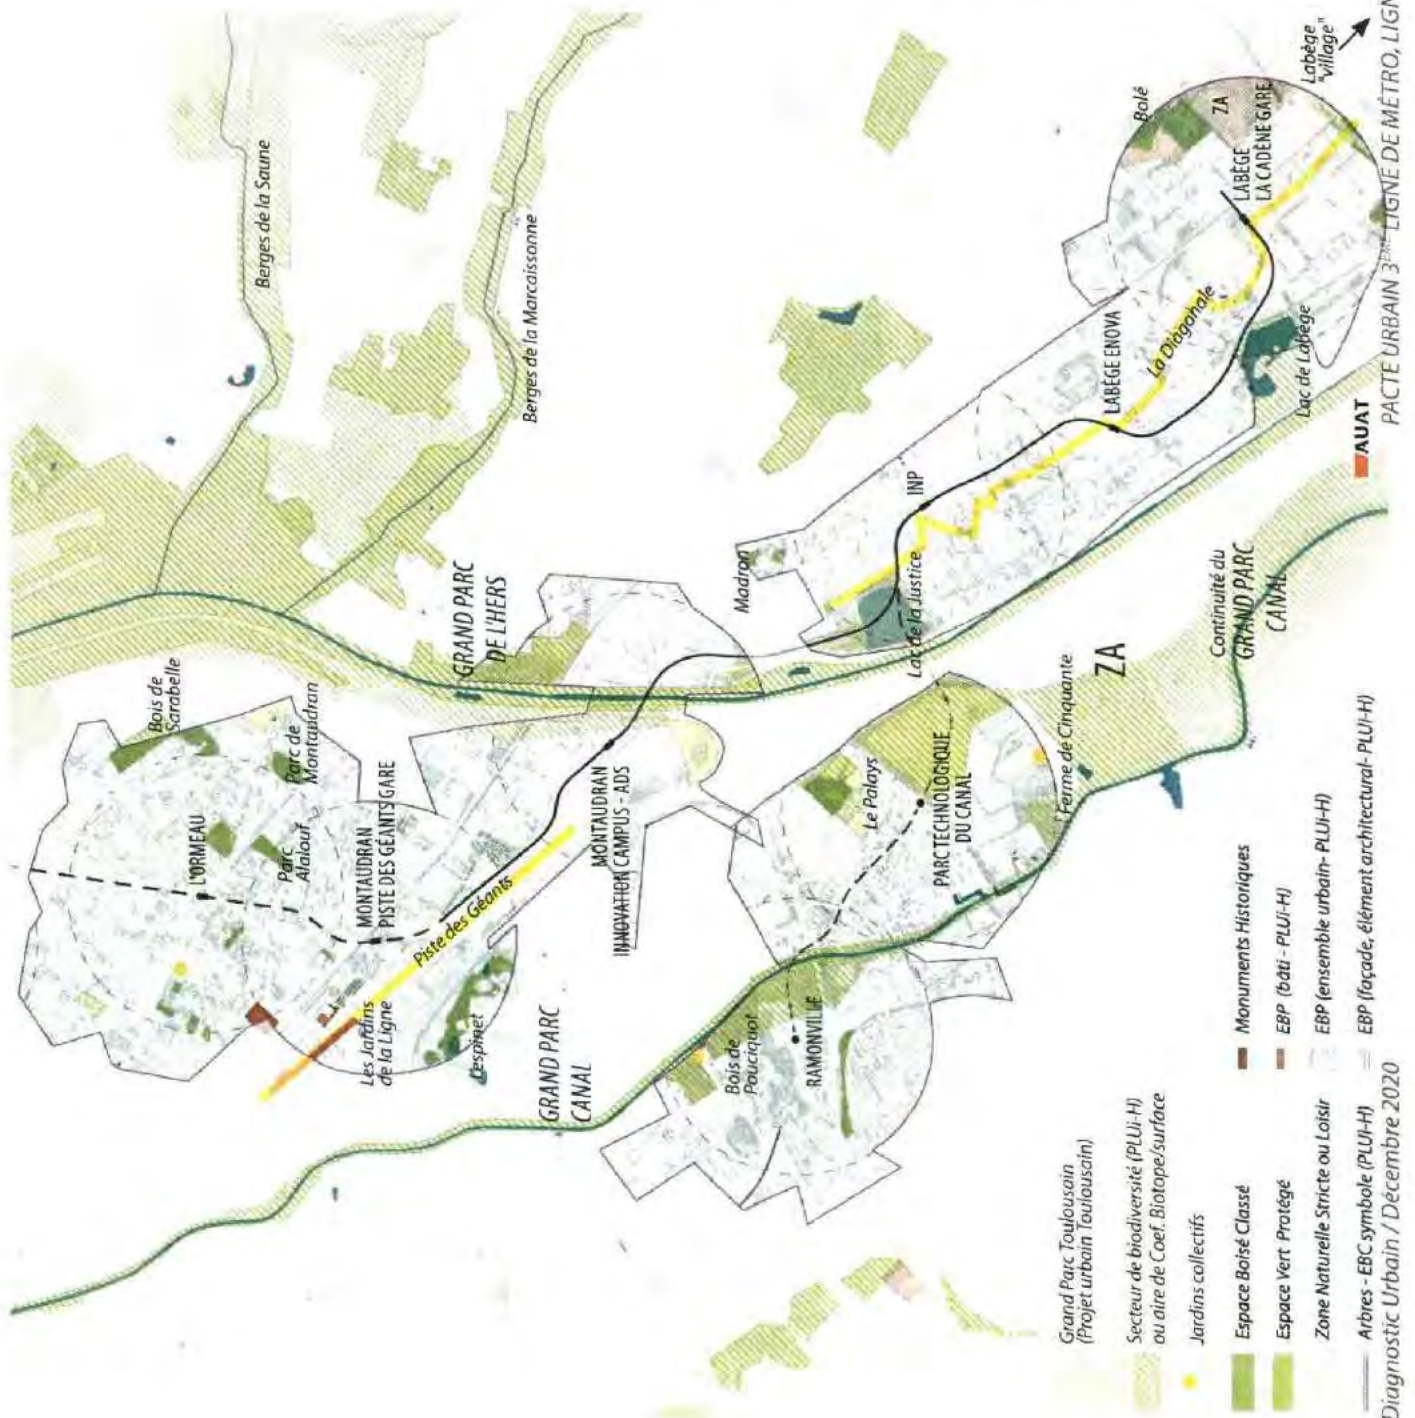 Berges de la Saune
Berges de la Marcaissonne
Bolé
ZA
Labège
"village"
LABÈGE
LA CADÈNE GARE
La Diagonale
LABÈGE ENOVA
Lac de Labège
INP
Madron
Lac de la Justice
GRAND PARC
DE L'HERS
Bois de
Sarabelle
Parc de
Montaudran
L'ORMEAU
Parc
Alalouf
MONTAUDRAN
PISTE DES GÉANTS GARE
Piste des Géants
MONTAUDRAN
INNOVATION CAMPUS - ADS
Les Jardins
de la Ligne
Lespinet
GRAND PARC
CANAL
Le Palays
PARC TECHNOLOGIQUE
DU CANAL
Ferme de Cinquante
ZA
Continuité du
GRAND PARC
CANAL
Bois de
Pouciquot
RAMONVILLE
Grand Parc Toulousain
(Projet urbain Toulousain)
Secteur de biodiversité (PLUi-H)
ou aire de Coef. Biotope/surface
Jardins collectifs
Espace Boisé Classé
Espace Vert Protégé
Zone Naturelle Stricte ou Loisir
Arbres - EBC symbole (PLUi-H)
Monuments Historiques
EBP (bâti - PLUi-H)
EBP (ensemble urbain- PLUi-H)
EBP (façade, élément architectural- PLUi-H)
Diagnostic Urbain / Décembre 2020
AUAT
PACTE URBAIN 3ÈME LIGNE DE MÉTRO, LIGN